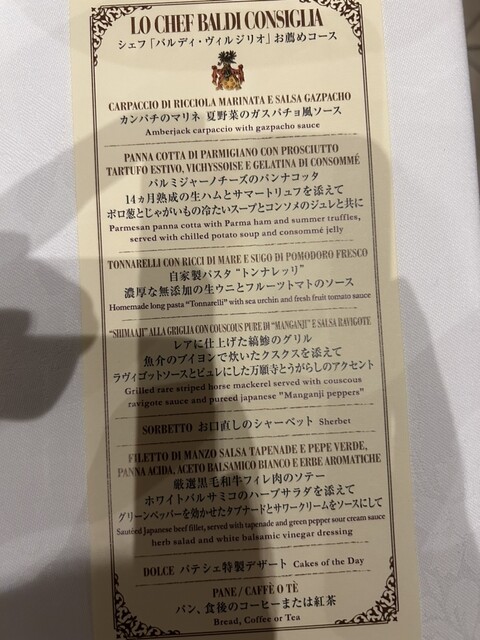 LO CHEF BALDI CONSIGLIA
シェフ「バルディ・ヴィルジリオ」お薦めコース
CARPACCIO DI RICCIOLA MARINATA E SALSA GAZPACHO
カンパチのマリネ 夏野菜のガスパチョ風ソース
Amberjack carpaccio with gazpacho sauce
PANNA COTTA DI PARMIGIANO CON PROSCIUTTO
TARTUFO ESTIVO, VICHYSSOISE E GELATINA DI CONSOMMÉ
パルミジャーノチーズのパンナコッタ
14ヵ月熟成の生ハムとサマートリュフを添えて
ポロ葱とじゃがいもの冷たいスープとコンソメのジュレと共に
Parmesan panna cotta with Parma ham and summer truffles,
served with chilled potato soup and consommé jelly
TONNARELLI CON RICCI DI MARE E SUGO DI POMODORO FRESCO
自家製パスタ "トンナレッリ"
濃厚な無添加の生ウニとフルーツトマトのソース
Homemade long pasta "Tonnarelli" with sea urchin and fresh fruit tomato sauce
"SHIMAAJI" ALLA GRIGLIA CON COUSCOUS PURE DI "MANGANJI" E SALSA RAVIGOTE
レアに仕上げた縞鯵のグリル
魚介のブイヨンで炊いたクスクスを添えて
ラヴィゴットソースとピュレにした万願寺とうがらしのアクセント
Grilled rare striped horse mackerel served with couscous
ravigote sauce and pureed japanese "Manganji peppers"
SORBETTO お口直しのシャーベット Sherbet
FILETTO DI MANZO SALSA TAPENADE E PEPE VERDE,
PANNA ACIDA, ACETO BALSAMICO BIANCO E ERBE AROMATICHE
厳選黒毛和牛フィレ肉のソテー
ホワイトバルサミコのハーブサラダを添えて
グリーンペッパーを効かせたタプナードとサワークリームをソースにして
Sautéed Japanese beef fillet, served with tapenade and green pepper sour cream sauce
herb salad and white balsamic vinegar dressing
DOLCE パテシェ特製デザート Cakes of the Day
PANE / CAFFÈ O TÈ
パン、食後のコーヒーまたは紅茶
Bread, Coffee or Tea